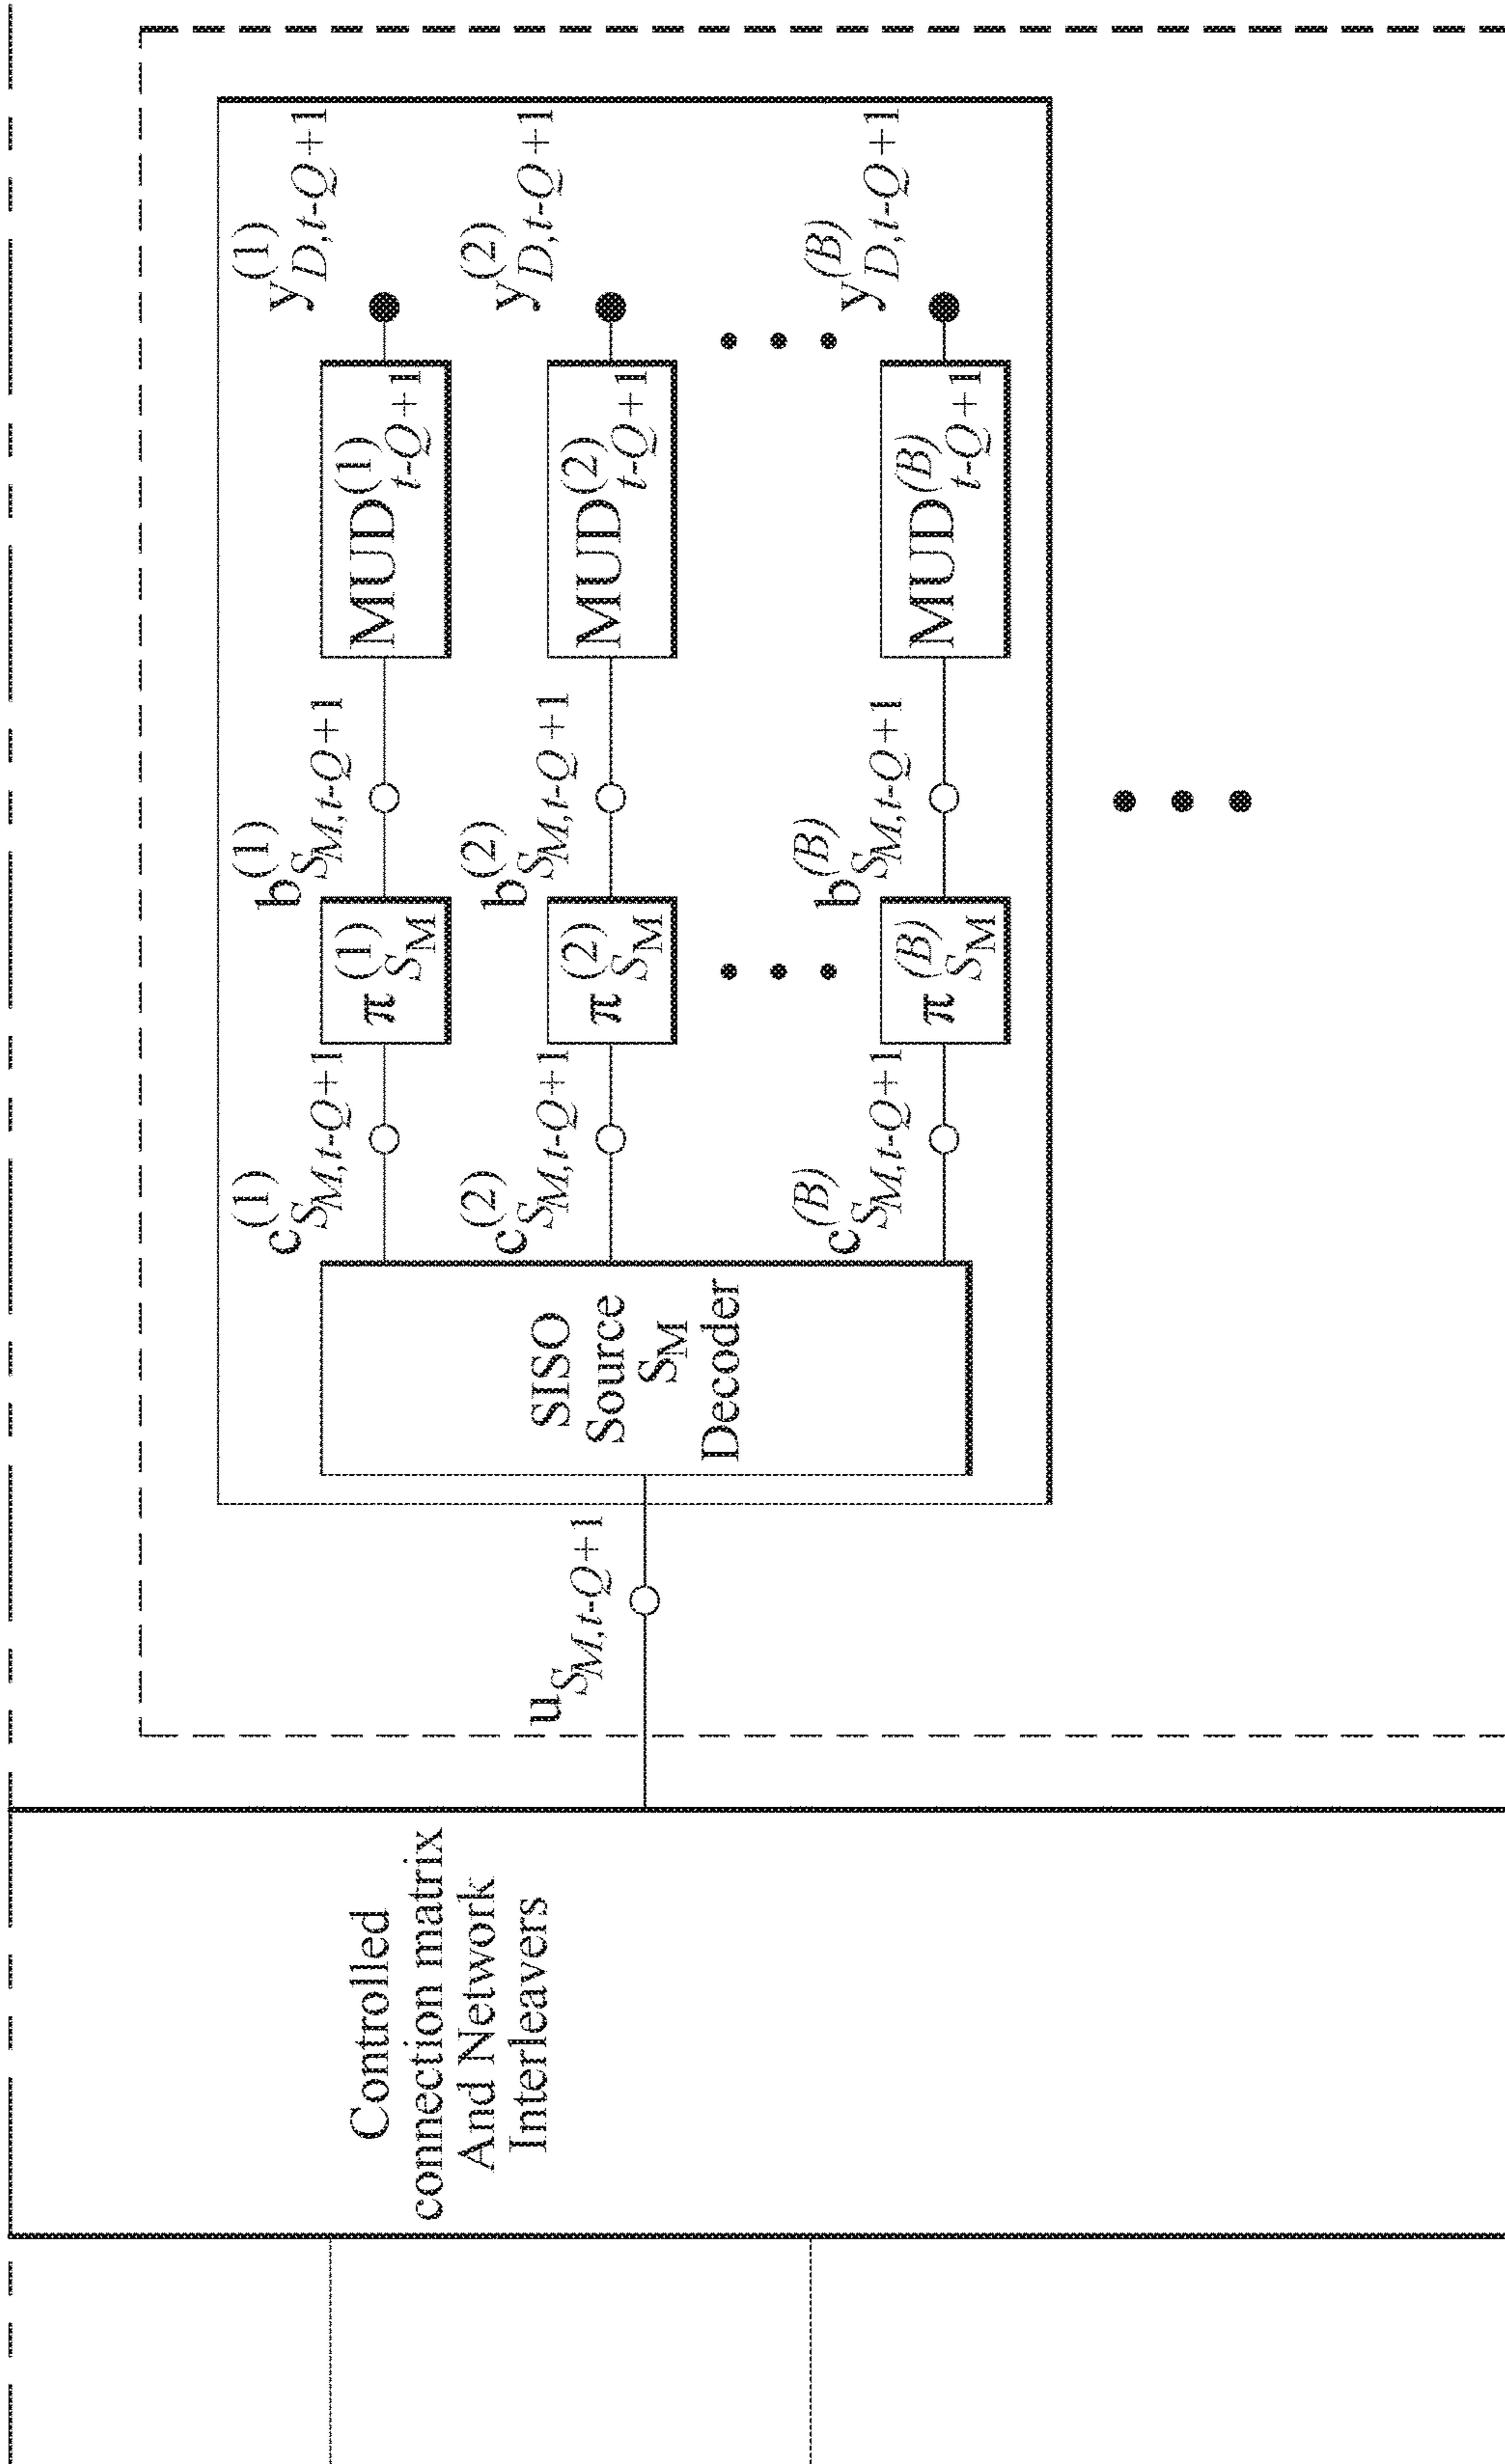 Controlled
connection matrix
And Network
Interleavers
u_{S_M,t-Q+1}
SISO
Source
S_M
Decoder
c^{(1)}_{S_M,t-Q+1}
π^{(1)}_{S_M}
b^{(1)}_{S_M,t-Q+1}
MUD^{(1)}_{t-Q+1}
y^{(1)}_{D,t-Q+1}
c^{(2)}_{S_M,t-Q+1}
π^{(2)}_{S_M}
b^{(2)}_{S_M,t-Q+1}
MUD^{(2)}_{t-Q+1}
y^{(2)}_{D,t-Q+1}
c^{(B)}_{S_M,t-Q+1}
π^{(B)}_{S_M}
b^{(B)}_{S_M,t-Q+1}
MUD^{(B)}_{t-Q+1}
y^{(B)}_{D,t-Q+1}